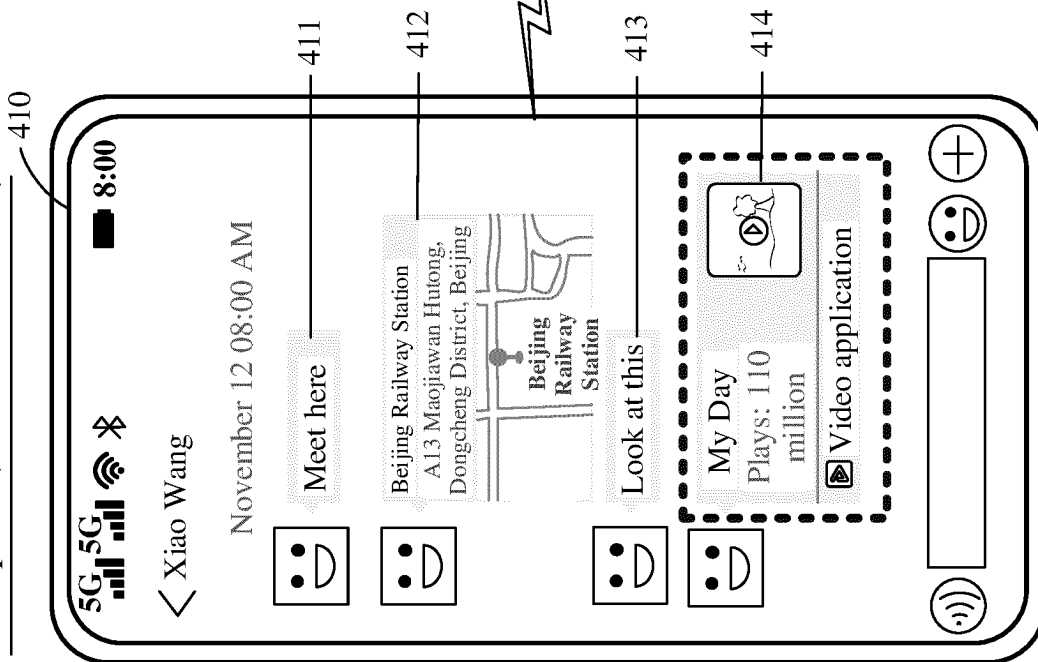 410
5G 5G 8:00
Xiao Wang
November 12 08:00 AM
Meet here
411
Beijing Railway Station
A13 Maojiawan Hutong,
Dongcheng District, Beijing
412
Beijing
Railway
Station
Look at this
413
My Day
Plays: 110
million
414
Video application